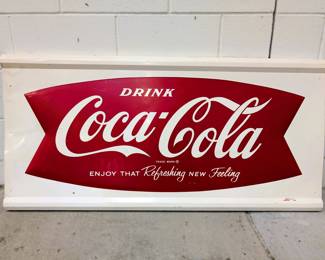 DRINK
Coca-Cola
TRADE MARK ®
ENJOY THAT Refreshing NEW Feeling